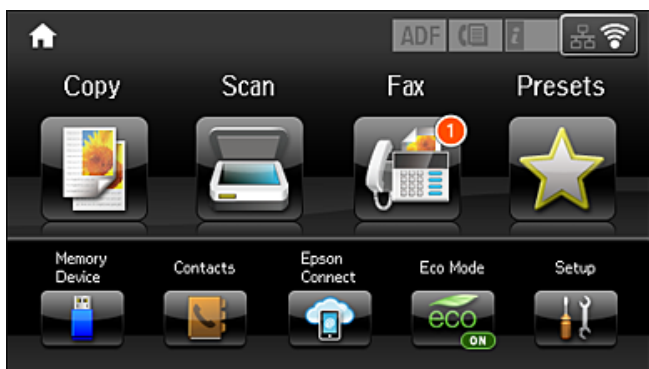 ADF i
Copy Scan Fax Presets
1
Memory Device Contacts Epson Connect Eco Mode Setup
eco
ON